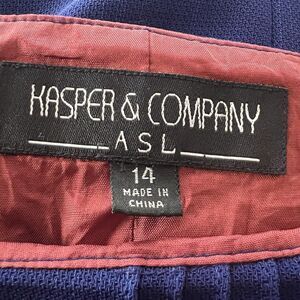 KASPER & COMPANY
ASL
14
MADE IN
CHINA